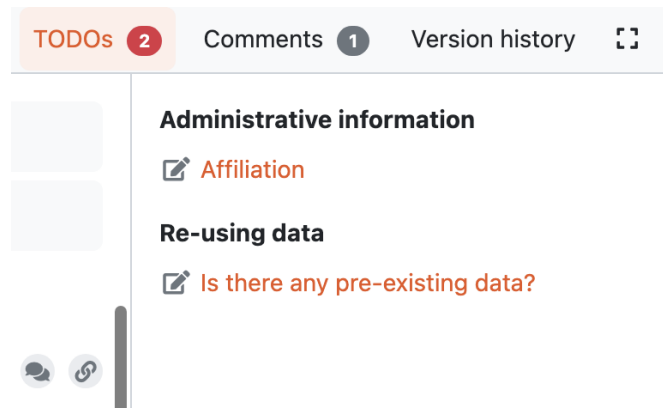 TODOs 2 Comments 1 Version history
Administrative information
Affiliation
Re-using data
Is there any pre-existing data?